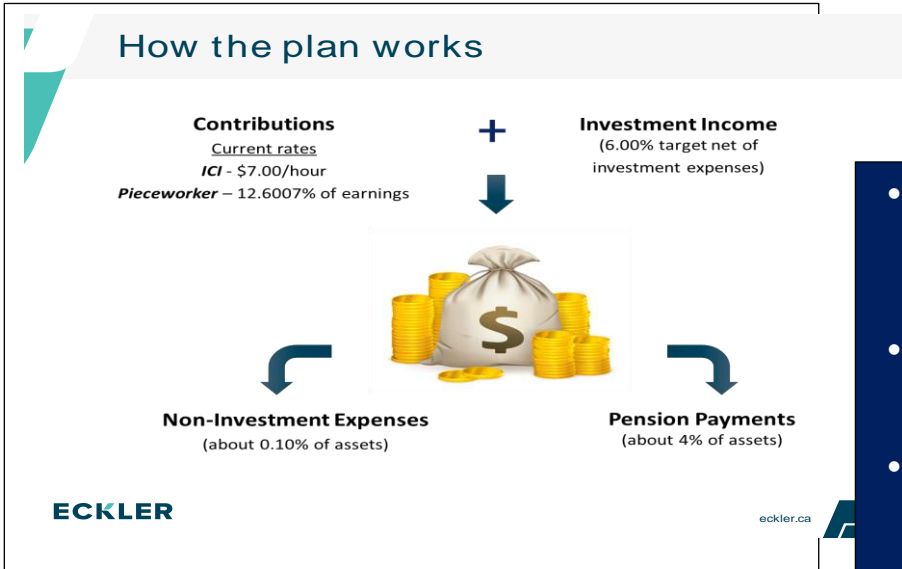 How the plan works
Contributions
Current rates
ICI - $7.00/hour
Pieceworker – 12.6007% of earnings
+
Investment Income
(6.00% target net of
investment expenses)
$
Non-Investment Expenses
(about 0.10% of assets)
Pension Payments
(about 4% of assets)
ECKLER
eckler.ca